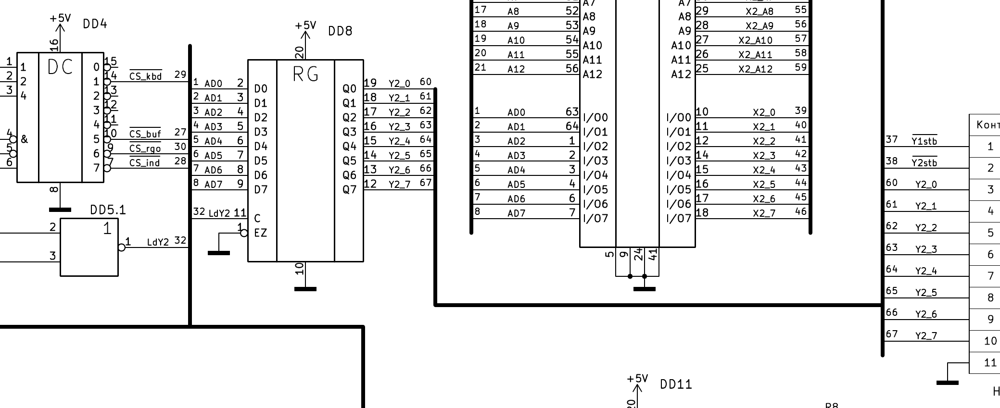 +5V
DD4
16
DC
1 1
2 2
3 4
4 &
5
6
0 15
1 14 CS_kbd 29
2 13
3 12
4 11
5 10 CS_buf 27
6 9 CS_rgo 30
7 7 CS_ind 28
8
DD5.1
2
3
1
1 LdY2 32
+5V
DD8
20
RG
1 AD0 2 D0 Q0 19 Y2_0 60
2 AD1 3 D1 Q1 18 Y2_1 61
3 AD2 4 D2 Q2 17 Y2_2 62
4 AD3 5 D3 Q3 16 Y2_3 63
5 AD4 6 D4 Q4 15 Y2_4 64
6 AD5 7 D5 Q5 14 Y2_5 65
7 AD6 8 D6 Q6 13 Y2_6 66
8 AD7 9 D7 Q7 12 Y2_7 67
32 LdY2 11 C
1 EZ
10
A7 A7
17 A8 52 A8 A8 29 X2_A8 55
18 A9 53 A9 A9 28 X2_A9 56
19 A10 54 A10 A10 27 X2_A10 57
20 A11 55 A11 A11 26 X2_A11 58
21 A12 56 A12 A12 25 X2_A12 59
1 AD0 63 I/O0 I/O0 10 X2_0 39
2 AD1 64 I/O1 I/O1 11 X2_1 40
3 AD2 1 I/O2 I/O2 12 X2_2 41
4 AD3 2 I/O3 I/O3 14 X2_3 42
5 AD4 3 I/O4 I/O4 15 X2_4 43
6 AD5 4 I/O5 I/O5 16 X2_5 44
7 AD6 6 I/O6 I/O6 17 X2_6 45
8 AD7 7 I/O7 I/O7 18 X2_7 46
5 9 24 41
Конт
37 Y1stb 1
38 Y2stb 2
60 Y2_0 3
61 Y2_1 4
62 Y2_2 5
63 Y2_3 6
64 Y2_4 7
65 Y2_5 8
66 Y2_6 9
67 Y2_7 10
11
+5V
DD11
20
R8